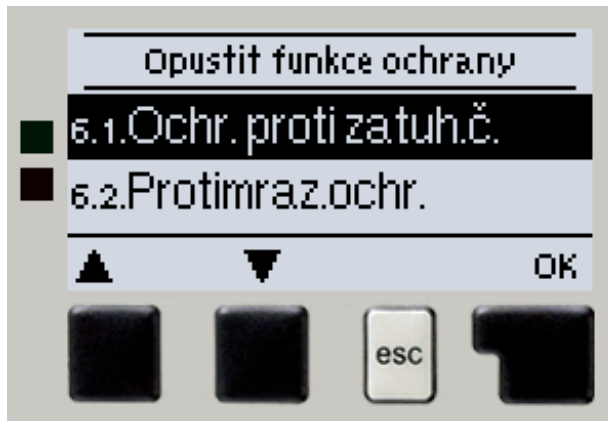 Opustit funkce ochrany
6.1.Ochr. proti zatuh.č.
6.2.Protimraz.ochr.
▲ ▼ OK
esc